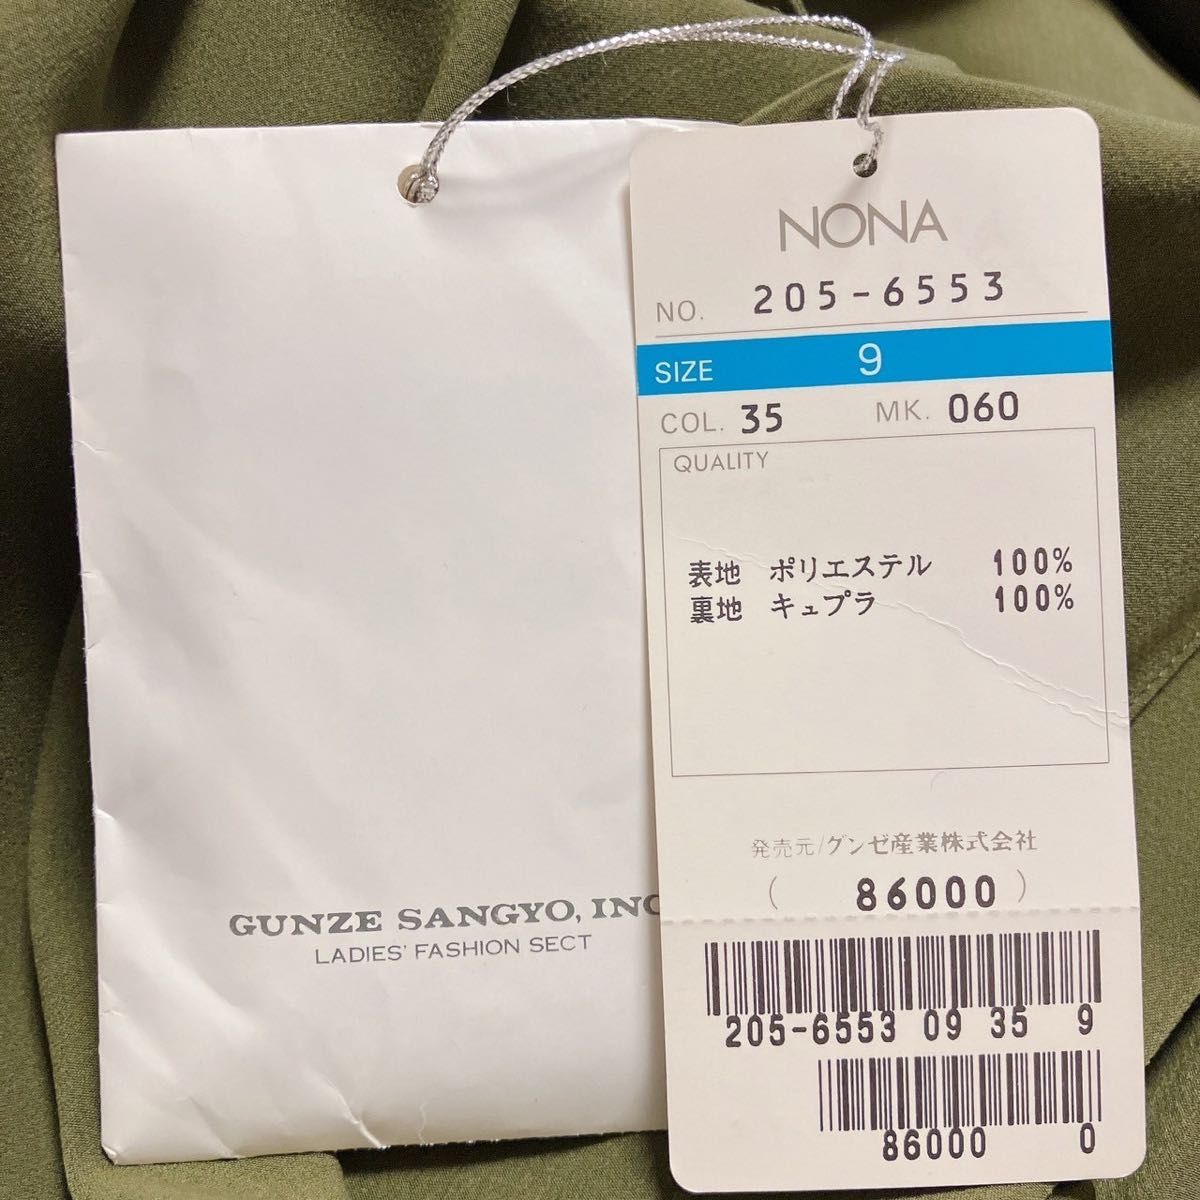 GUNZE SANGYO, INC
LADIES' FASHION SECT
NONA
NO. 205-6553
SIZE 9
COL. 35 MK. 060
QUALITY
表地 ポリエステル 100%
裏地 キュプラ 100%
発売元/グンゼ産業株式会社
( 86000 )
205-6553 09 35 9
86000 0